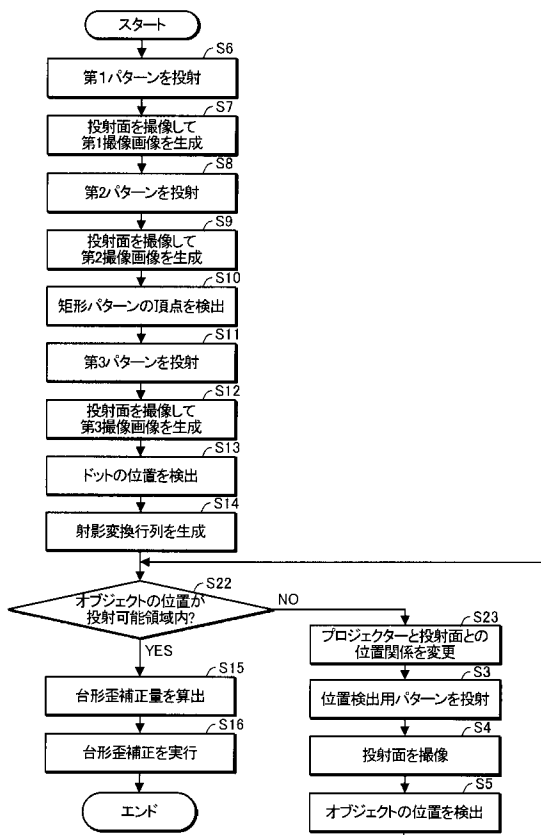 スタート
S6
第1パターンを投射
S7
投射面を撮像して
第1撮像画像を生成
S8
第2パターンを投射
S9
投射面を撮像して
第2撮像画像を生成
S10
矩形パターンの頂点を検出
S11
第3パターンを投射
S12
投射面を撮像して
第3撮像画像を生成
S13
ドットの位置を検出
S14
射影変換行列を生成
S22
オブジェクトの位置が
投射可能領域内?
NO
YES
S15
台形歪補正量を算出
S16
台形歪補正を実行
エンド
S23
プロジェクターと投射面との
位置関係を変更
S3
位置検出用パターンを投射
S4
投射面を撮像
S5
オブジェクトの位置を検出